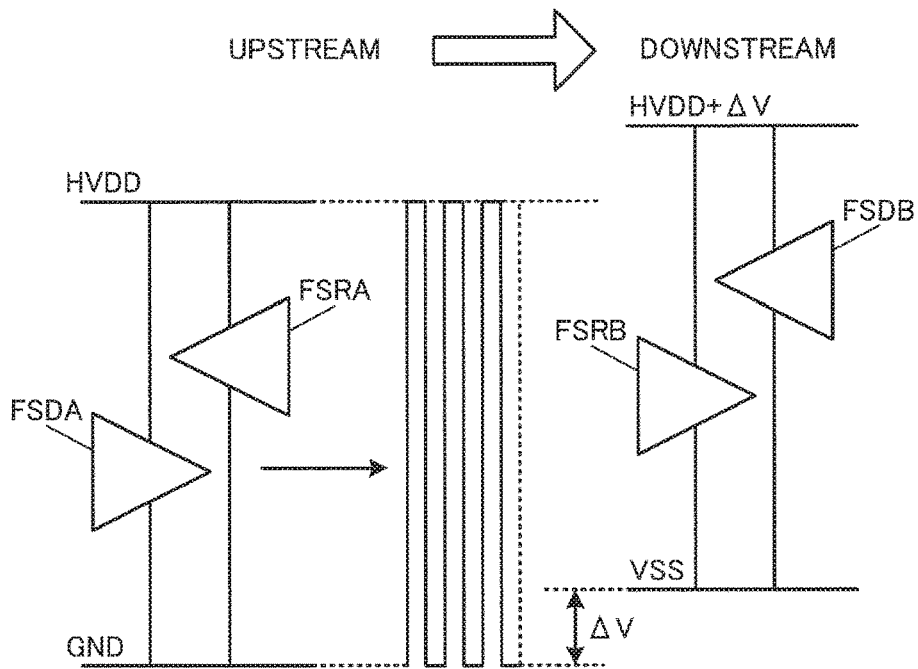 UPSTREAM
DOWNSTREAM
HVDD+ΔV
HVDD
FSDB
FSRA
FSRB
FSDA
VSS
ΔV
GND